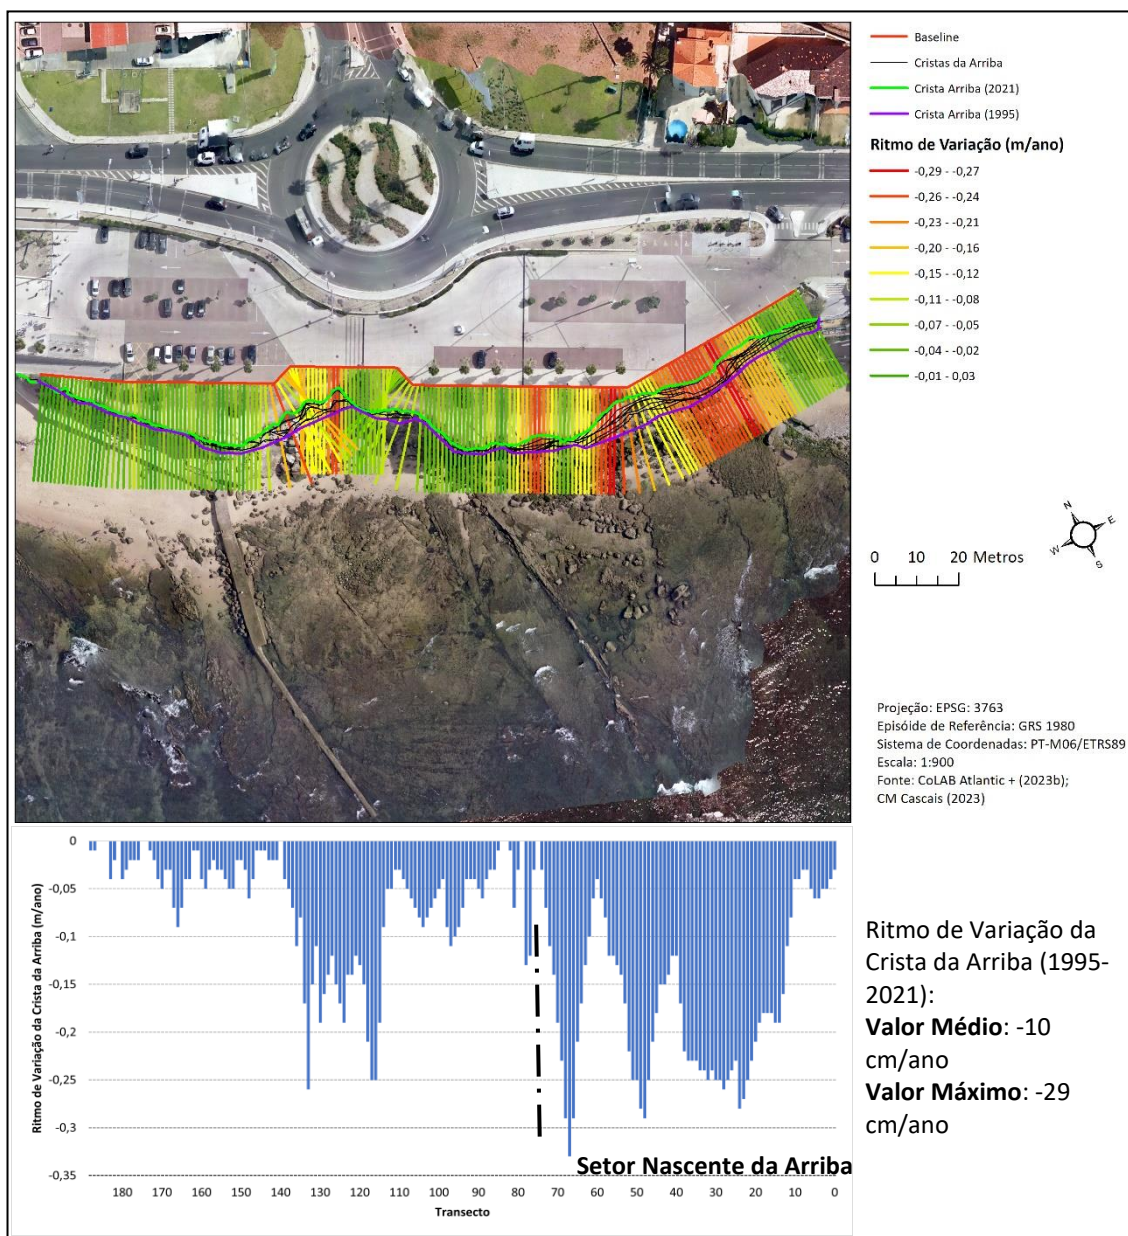 Baseline
Cristas da Arriba
Crista Arriba (2021)
Crista Arriba (1995)
Ritmo de Variação (m/ano)
-0,29 - -0,27
-0,26 - -0,24
-0,23 - -0,21
-0,20 - -0,16
-0,15 - -0,12
-0,11 - -0,08
-0,07 - -0,05
-0,04 - -0,02
-0,01 - 0,03
N
E
W
S
0 10 20 Metros
Projeção: EPSG: 3763
Episóide de Referência: GRS 1980
Sistema de Coordenadas: PT-M06/ETRS89
Escala: 1:900
Fonte: CoLAB Atlantic + (2023b);
CM Cascais (2023)
Ritmo de Variação da Crista da Arriba (m/ano)
0
-0,05
-0,1
-0,15
-0,2
-0,25
-0,3
-0,35
Setor Nascente da Arriba
180 170 160 150 140 130 120 110 100 90 80 70 60 50 40 30 20 10 0
Transecto
Ritmo de Variação da
Crista da Arriba (1995-
2021):
Valor Médio: -10
cm/ano
Valor Máximo: -29
cm/ano